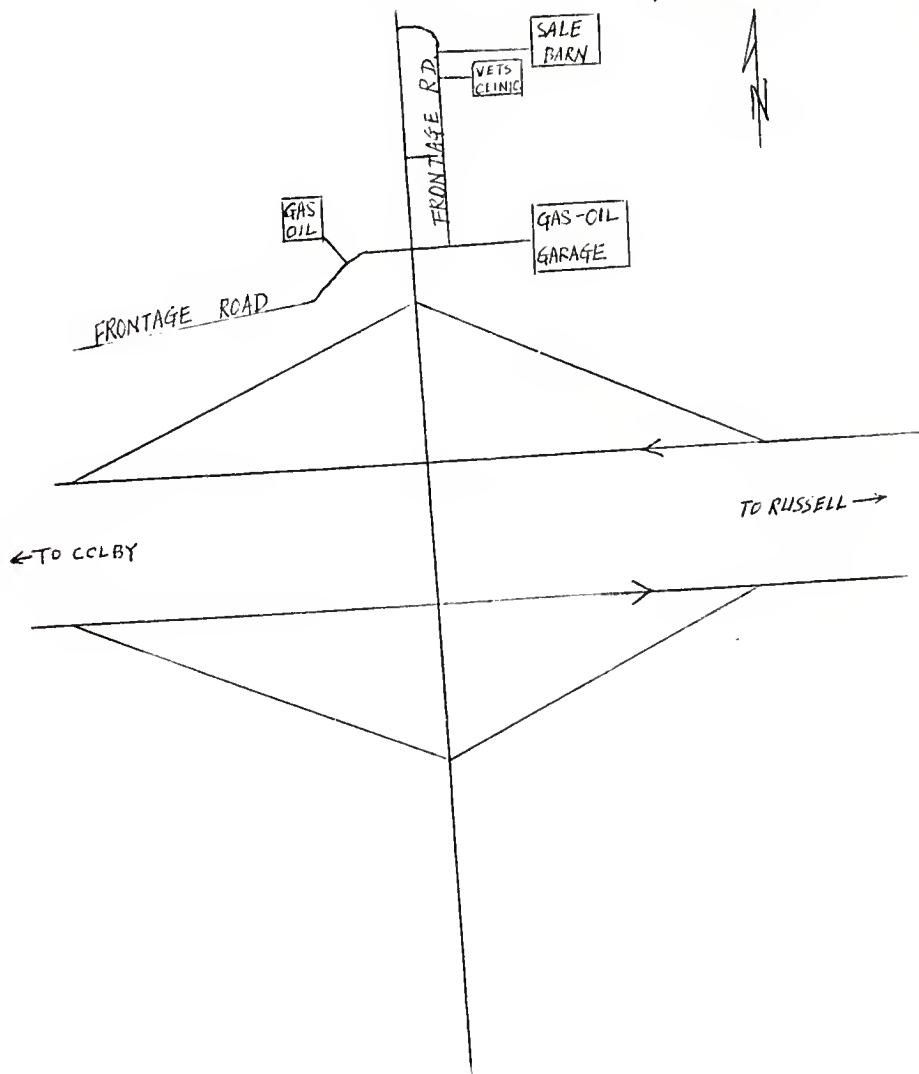 SALE
BARN
VETS
CLINIC
FRONTAGE RD.
N
GAS
OIL
GAS-OIL
GARAGE
FRONTAGE ROAD
TO RUSSELL →
← TO COLBY